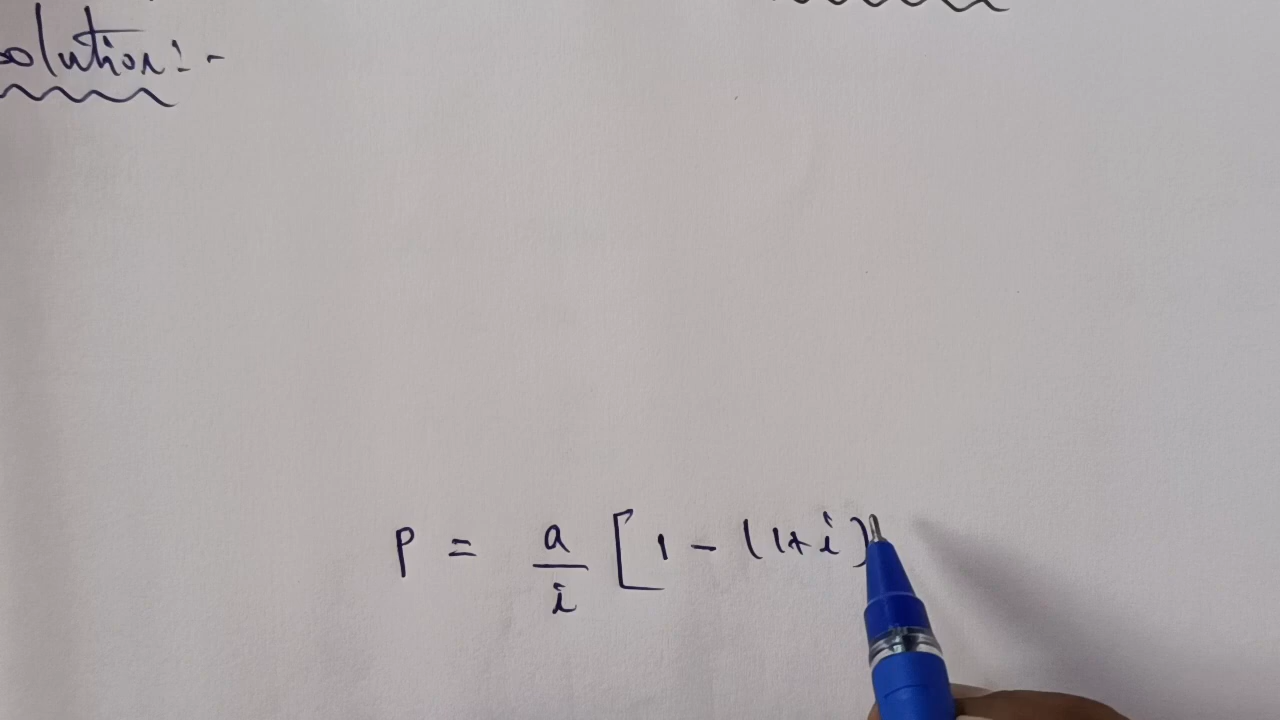 solution:-
P = a/i [1 - (1+i)